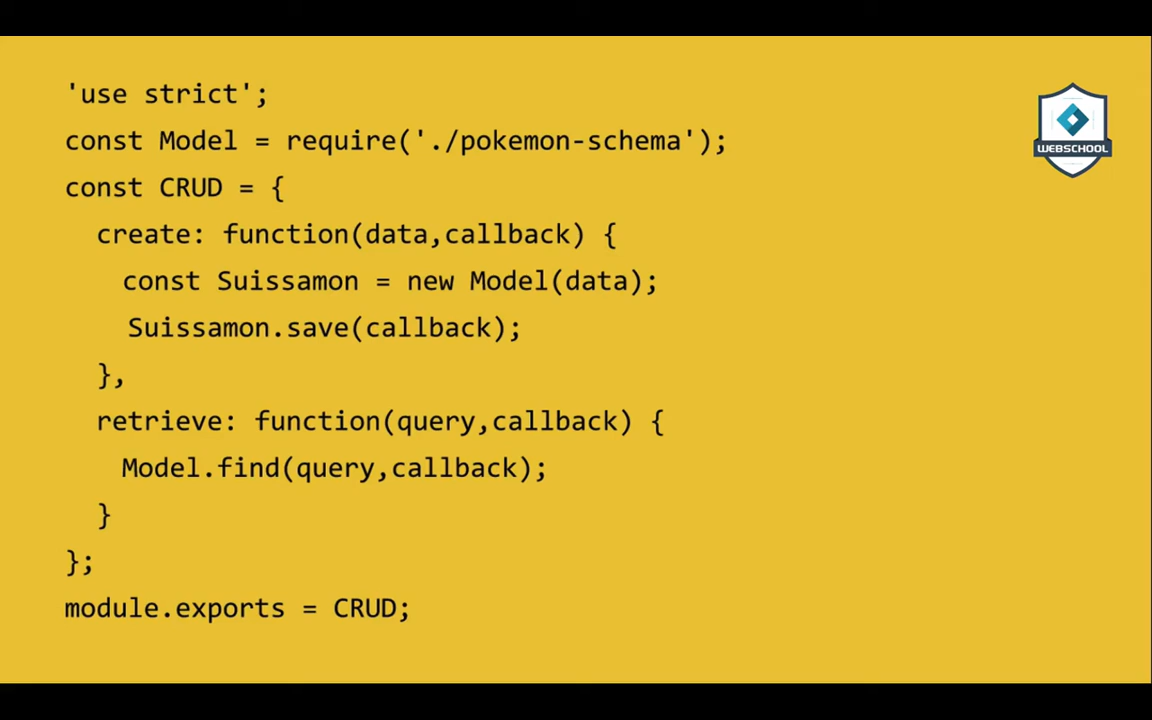 'use strict';
const Model = require('./pokemon-schema');
const CRUD = {
create: function(data,callback) {
const Suissamon = new Model(data);
Suissamon.save(callback);
},
retrieve: function(query,callback) {
Model.find(query,callback);
}
};
module.exports = CRUD;
WEBSCHOOL